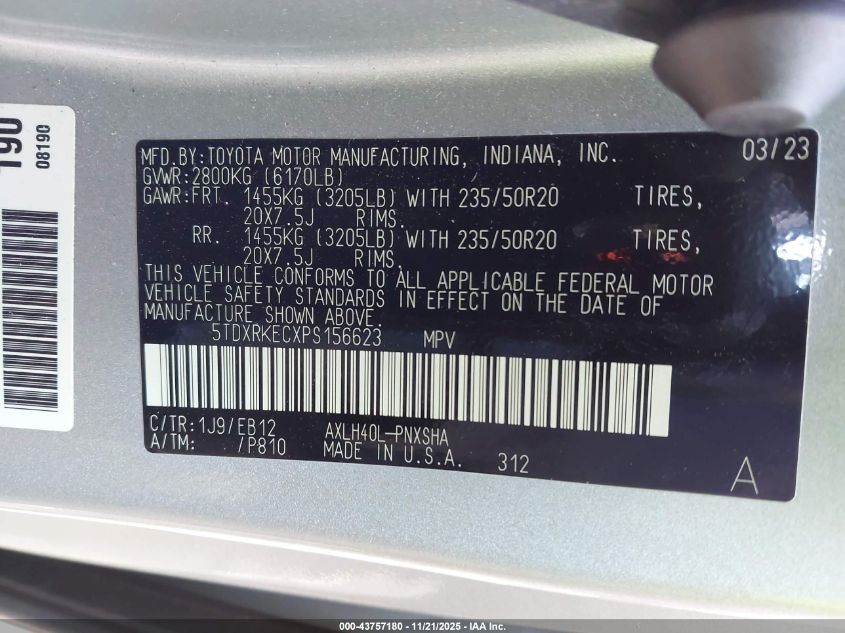 190
08190
MFD.BY:TOYOTA MOTOR MANUFACTURING, INDIANA, INC. 03/23
GVWR:2800KG (6170LB)
GAWR:FRT. 1455KG (3205LB) WITH 235/50R20 TIRES,
20X7.5J RIMS.
RR. 1455KG (3205LB) WITH 235/50R20 TIRES,
20X7.5J RIMS.
THIS VEHICLE CONFORMS TO ALL APPLICABLE FEDERAL MOTOR
VEHICLE SAFETY STANDARDS IN EFFECT ON THE DATE OF
MANUFACTURE SHOWN ABOVE.
5TDXRKECXPS156623 MPV
C/TR:1J9/EB12 AXLH40L-PNXSHA
A/TM: /P810 MADE IN U.S.A. 312
A
000-43757180 - 11/21/2025 - IAA Inc.